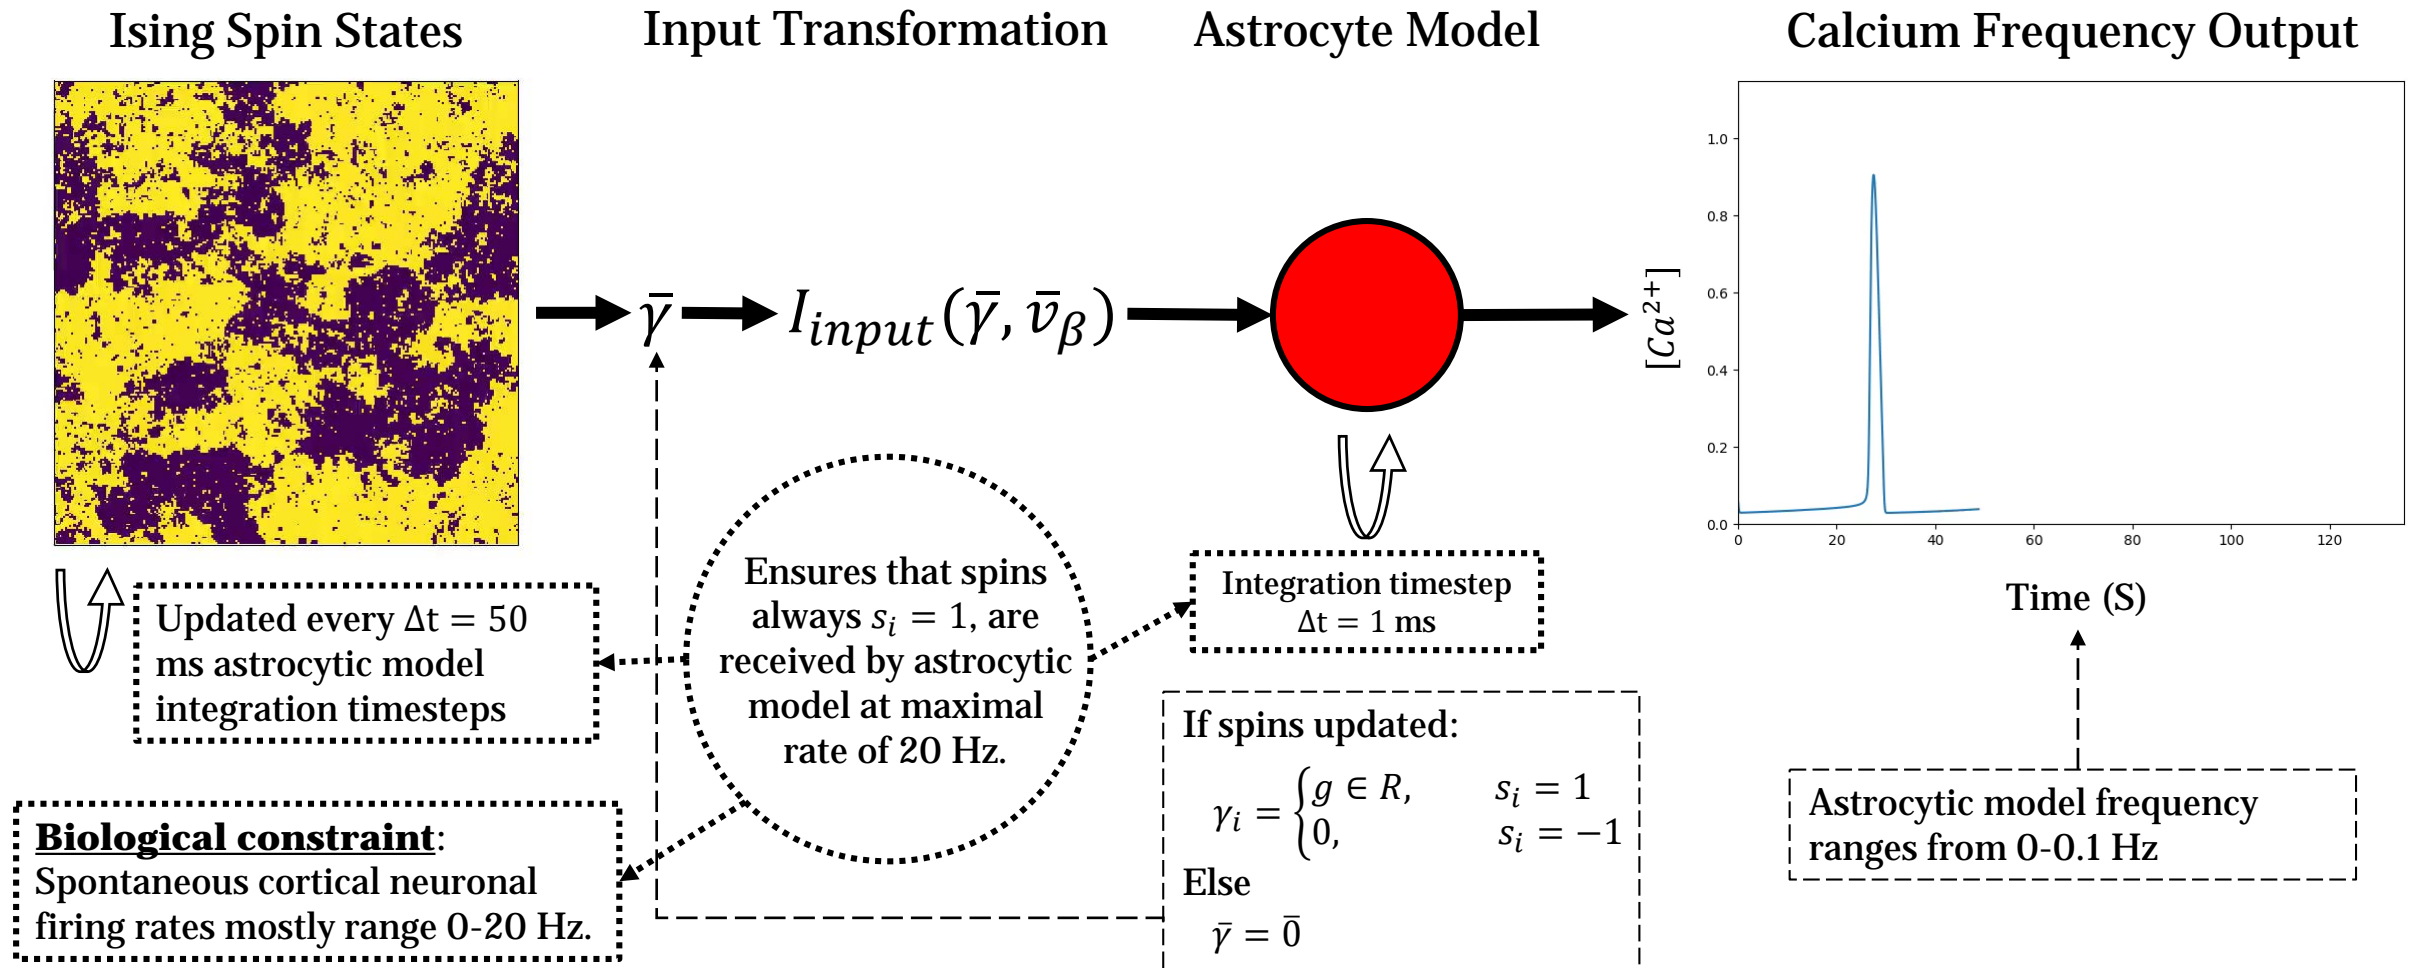 Ising Spin States
Input Transformation
Astrocyte Model
Calcium Frequency Output
γ̄
I_input(γ̄, v̄_β)
[Ca²⁺]
1.0
0.8
0.6
0.4
0.2
0.0
0 20 40 60 80 100 120
Time (S)
Updated every Δt = 50
ms astrocytic model
integration timesteps
Ensures that spins
always s_i = 1, are
received by astrocytic
model at maximal
rate of 20 Hz.
Integration timestep
Δt = 1 ms
Biological constraint:
Spontaneous cortical neuronal
firing rates mostly range 0-20 Hz.
If spins updated:
γ_i = { g ∈ R, s_i = 1
0, s_i = −1
Else
γ̄ = 0̄
Astrocytic model frequency
ranges from 0-0.1 Hz